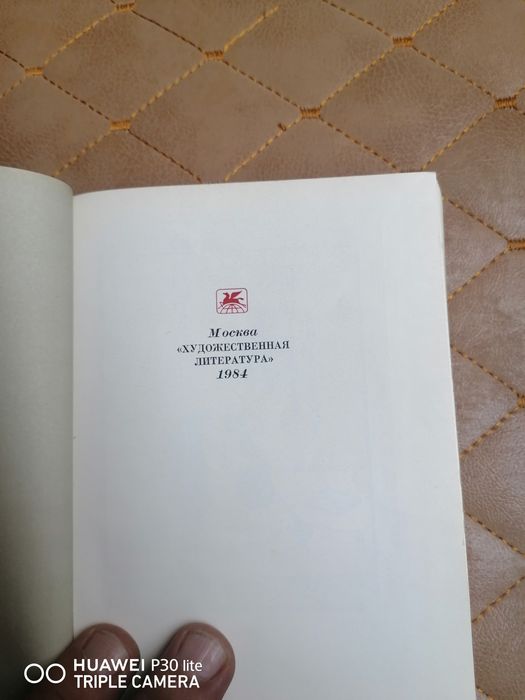 Москва
«ХУДОЖЕСТВЕННАЯ
ЛИТЕРАТУРА»
1984
HUAWEI P30 lite
TRIPLE CAMERA